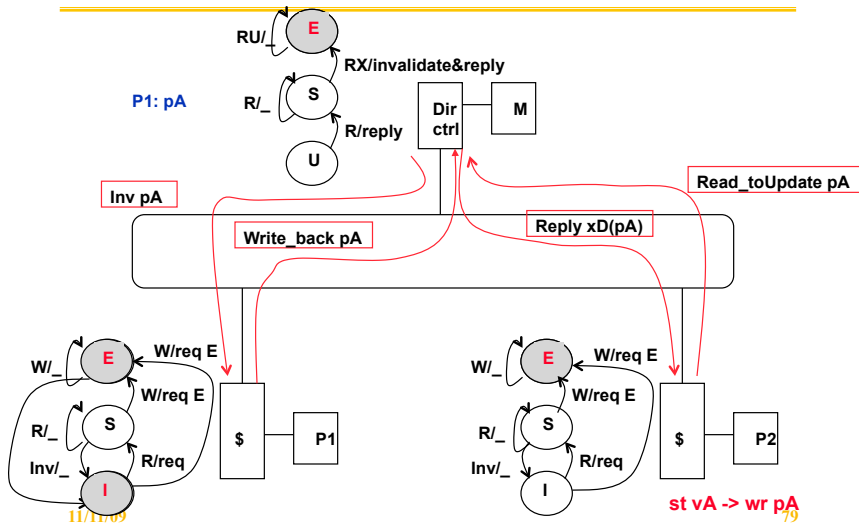 RU/_
E
RX/invalidate&reply
P1: pA
R/_
S
Dir
ctrl
M
R/reply
U
Inv pA
Read_toUpdate pA
Write_back pA
Reply xD(pA)
E
W/req E
W/_
W/req E
R/_
S
$
P1
Inv/_
R/req
I
E
W/req E
W/_
W/req E
R/_
S
$
P2
Inv/_
R/req
I
st vA -> wr pA
11/11/09
79